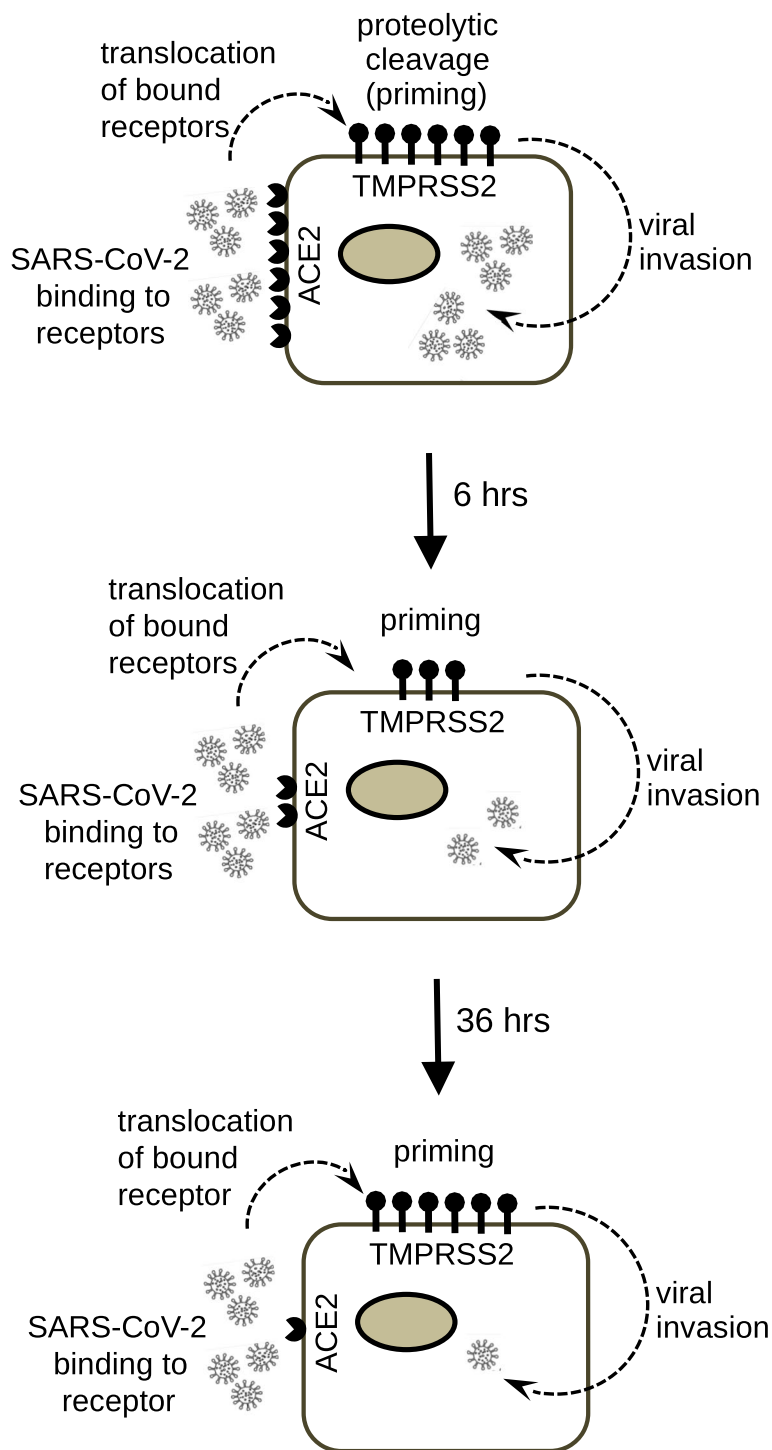 proteolytic
cleavage
(priming)
translocation
of bound
receptors
TMPRSS2
ACE2
SARS-CoV-2
binding to
receptors
viral
invasion
6 hrs
translocation
of bound
receptors
priming
TMPRSS2
ACE2
SARS-CoV-2
binding to
receptors
viral
invasion
36 hrs
translocation
of bound
receptor
priming
TMPRSS2
ACE2
SARS-CoV-2
binding to
receptor
viral
invasion